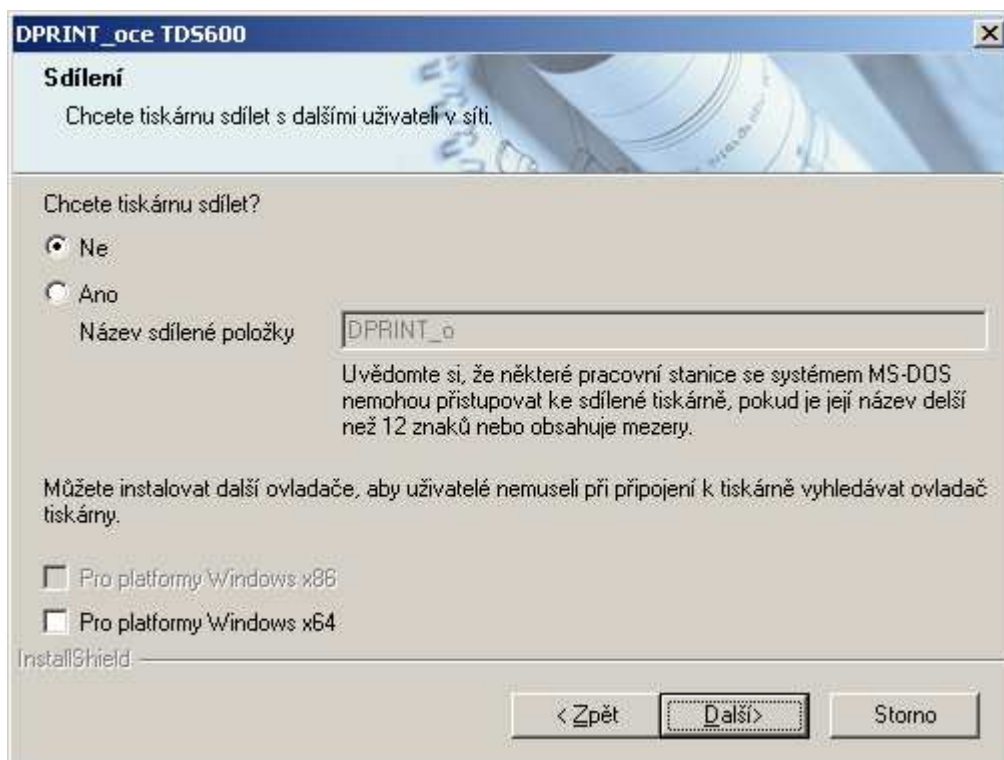 DPRINT_oce TDS600
Sdílení
Chcete tiskárnu sdílet s dalšími uživateli v síti.
Chcete tiskárnu sdílet?
Ne
Ano
Název sdílené položky
DPRINT_o
Uvědomte si, že některé pracovní stanice se systémem MS-DOS
nemohou přistupovat ke sdílené tiskárně, pokud je její název delší
než 12 znaků nebo obsahuje mezery.
Můžete instalovat další ovladače, aby uživatelé nemuseli při připojení k tiskárně vyhledávat ovladač
tiskárny.
Pro platformy Windows x86
Pro platformy Windows x64
InstallShield
< Zpět
Další>
Storno